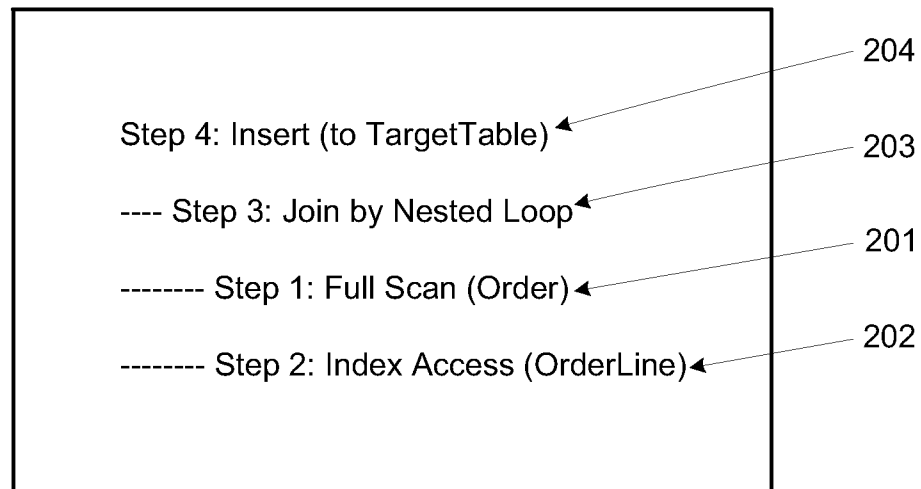 204
Step 4: Insert (to TargetTable)
203
---- Step 3: Join by Nested Loop
201
-------- Step 1: Full Scan (Order)
202
-------- Step 2: Index Access (OrderLine)